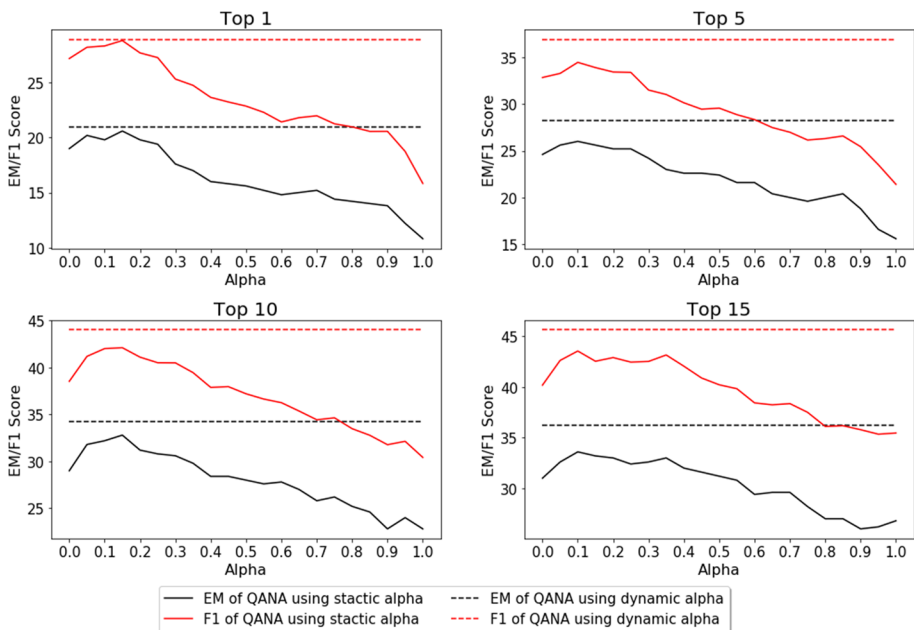 Top 1
EM/F1 Score
25
20
15
10
0.0 0.1 0.2 0.3 0.4 0.5 0.6 0.7 0.8 0.9 1.0
Alpha
Top 5
EM/F1 Score
35
30
25
20
15
0.0 0.1 0.2 0.3 0.4 0.5 0.6 0.7 0.8 0.9 1.0
Alpha
Top 10
EM/F1 Score
45
40
35
30
25
0.0 0.1 0.2 0.3 0.4 0.5 0.6 0.7 0.8 0.9 1.0
Alpha
Top 15
EM/F1 Score
45
40
35
30
0.0 0.1 0.2 0.3 0.4 0.5 0.6 0.7 0.8 0.9 1.0
Alpha
EM of QANA using stactic alpha
F1 of QANA using stactic alpha
EM of QANA using dynamic alpha
F1 of QANA using dynamic alpha